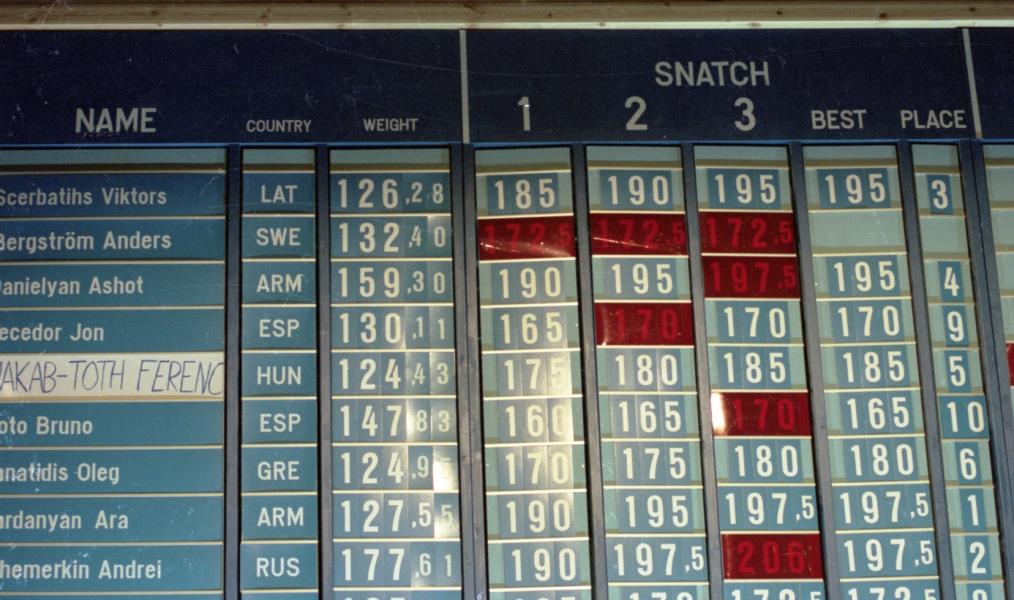 SNATCH
NAME COUNTRY WEIGHT 1 2 3 BEST PLACE
Scerbatihs Viktors LAT 126,28 185 190 195 195 3
Bergström Anders SWE 132,40 172,5 172,5 172,5
anielyan Ashot ARM 159,30 190 195 197,5 195 4
ecedor Jon ESP 130,11 165 170 170 170 9
JAKAB-TOTH FERENC HUN 124,43 175 180 185 185 5
oto Bruno ESP 147,83 160 165 170 165 10
natidis Oleg GRE 124,95 170 175 180 180 6
ardanyan Ara ARM 127,55 190 195 197,5 197,5 1
hemerkin Andrei RUS 177,61 190 197,5 206 197,5 2